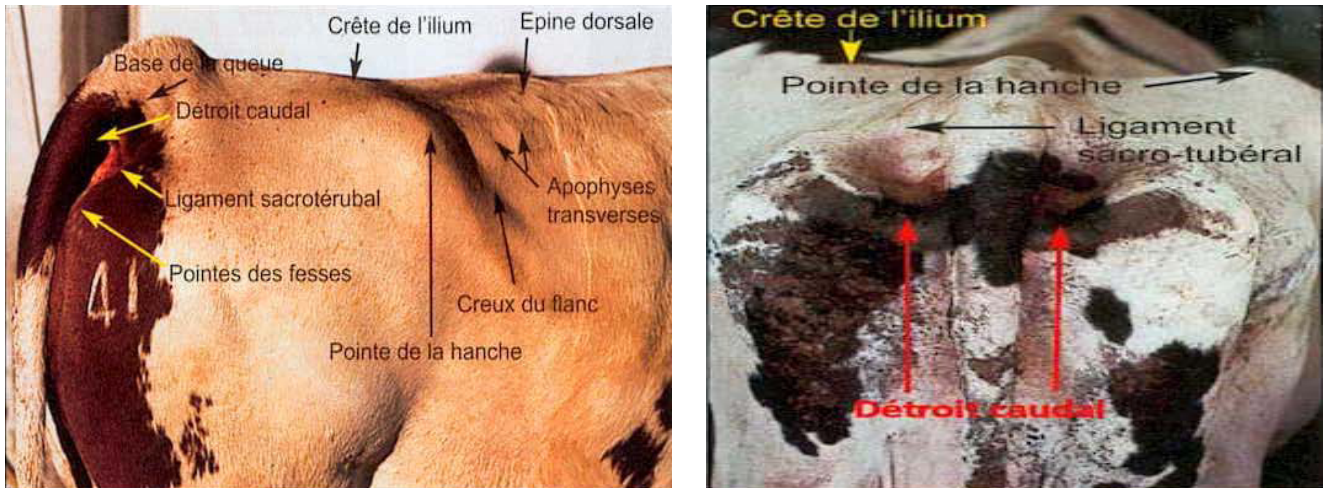 Crête de l'ilium
Epine dorsale
Base de la queue
Détroit caudal
Ligament sacrotérubal
Apophyses
transverses
Pointes des fesses
41
Creux du flanc
Pointe de la hanche
Crête de l'ilium
Pointe de la hanche
Ligament
sacro-tubéral
Détroit caudal